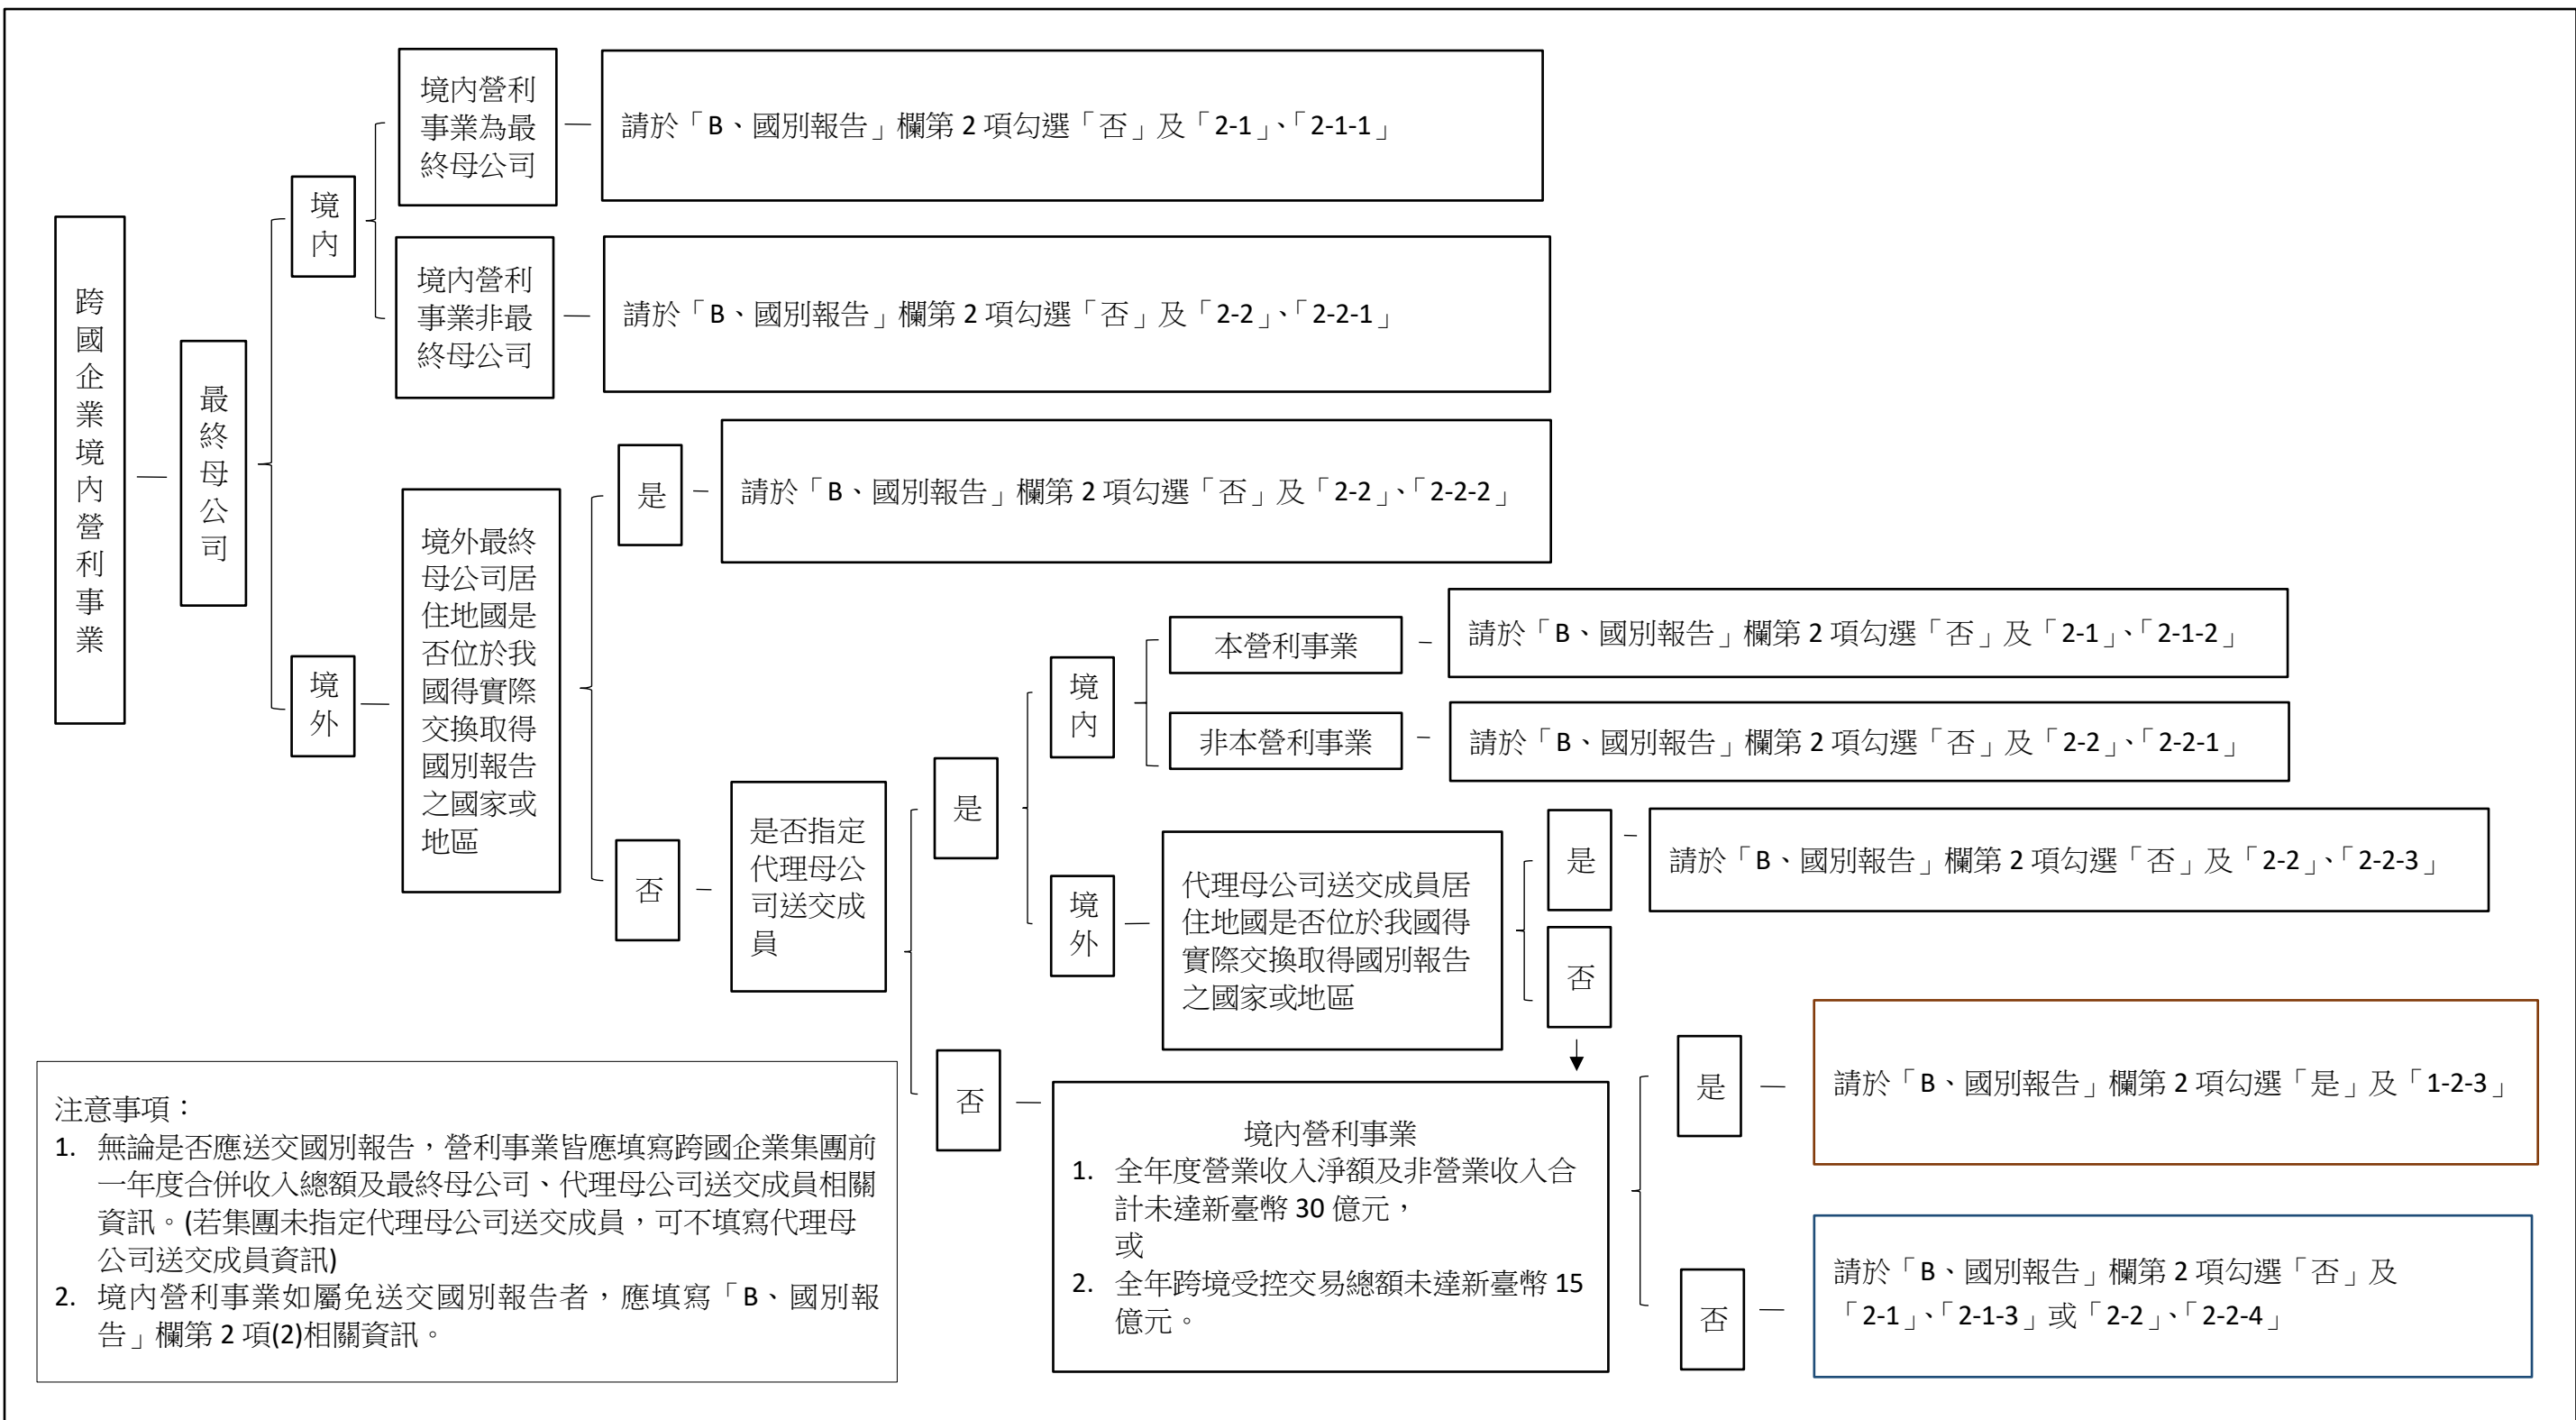 跨國企業境內營利事業
最終母公司
境內
境內營利
事業為最
終母公司
請於「B、國別報告」欄第 2 項勾選「否」及「2-1」、「2-1-1」
境內營利
事業非最
終母公司
請於「B、國別報告」欄第 2 項勾選「否」及「2-2」、「2-2-1」
境外
境外最終
母公司居
住地國是
否位於我
國得實際
交換取得
國別報告
之國家或
地區
是
請於「B、國別報告」欄第 2 項勾選「否」及「2-2」、「2-2-2」
否
是否指定
代理母公
司送交成
員
是
境內
本營利事業
請於「B、國別報告」欄第 2 項勾選「否」及「2-1」、「2-1-2」
非本營利事業
請於「B、國別報告」欄第 2 項勾選「否」及「2-2」、「2-2-1」
境外
代理母公司送交成員居
住地國是否位於我國得
實際交換取得國別報告
之國家或地區
是
請於「B、國別報告」欄第 2 項勾選「否」及「2-2」、「2-2-3」
否
否
境內營利事業
1. 全年度營業收入淨額及非營業收入合
計未達新臺幣 30 億元，
或
2. 全年跨境受控交易總額未達新臺幣 15
億元。
是
請於「B、國別報告」欄第 2 項勾選「是」及「1-2-3」
否
請於「B、國別報告」欄第 2 項勾選「否」及
「2-1」、「2-1-3」或「2-2」、「2-2-4」
注意事項：
1. 無論是否應送交國別報告，營利事業皆應填寫跨國企業集團前
一年度合併收入總額及最終母公司、代理母公司送交成員相關
資訊。(若集團未指定代理母公司送交成員，可不填寫代理母
公司送交成員資訊)
2. 境內營利事業如屬免送交國別報告者，應填寫「B、國別報
告」欄第 2 項(2)相關資訊。